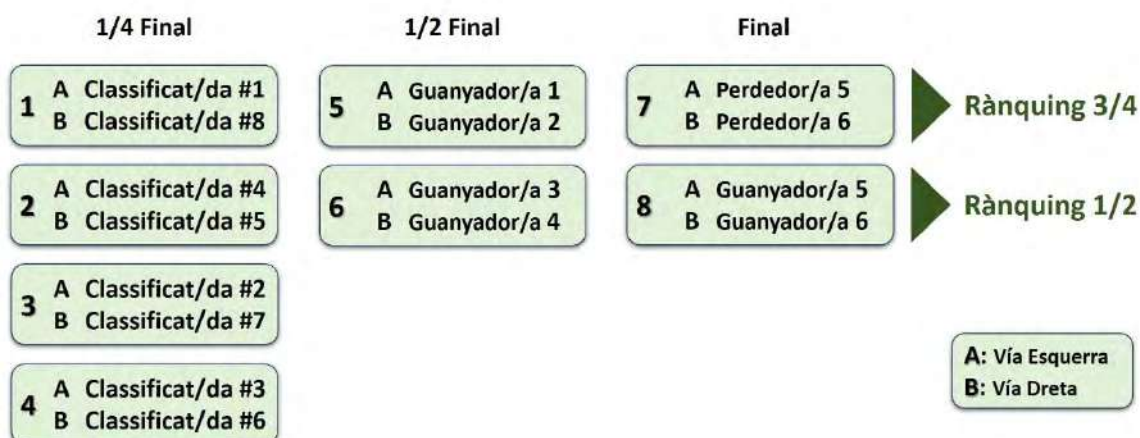 1/4 Final
1/2 Final
Final
1
A Classificat/da #1
B Classificat/da #8
5
A Guanyador/a 1
B Guanyador/a 2
7
A Perdedor/a 5
B Perdedor/a 6
Rànquing 3/4
2
A Classificat/da #4
B Classificat/da #5
6
A Guanyador/a 3
B Guanyador/a 4
8
A Guanyador/a 5
B Guanyador/a 6
Rànquing 1/2
3
A Classificat/da #2
B Classificat/da #7
4
A Classificat/da #3
B Classificat/da #6
A: Vía Esquerra
B: Vía Dreta